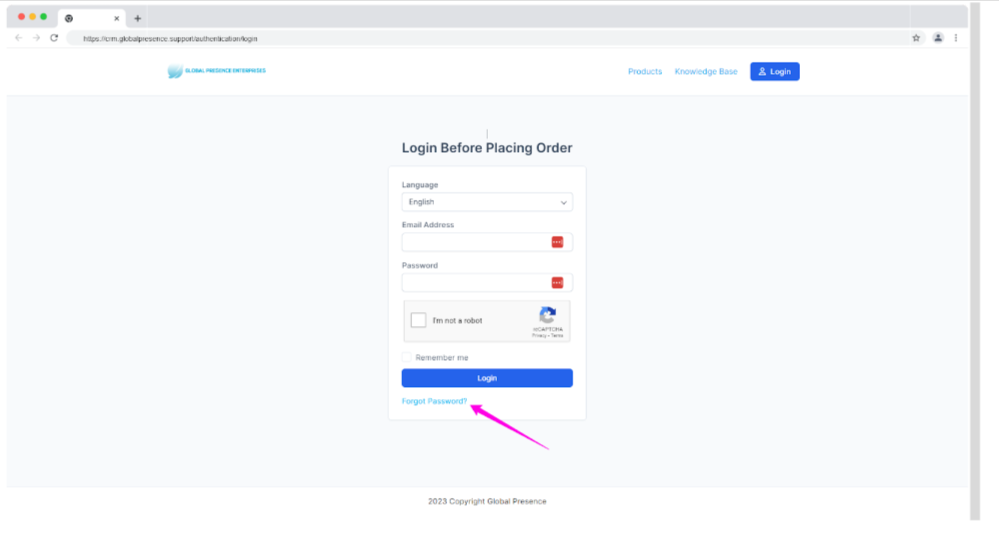 https://crm.globalpresence.support/authentication/login
GLOBAL PRESENCE ENTERPRISES
Products Knowledge Base Login
Login Before Placing Order
Language
English
Email Address
Password
I'm not a robot
reCAPTCHA
Privacy - Terms
Remember me
Login
Forgot Password?
2023 Copyright Global Presence